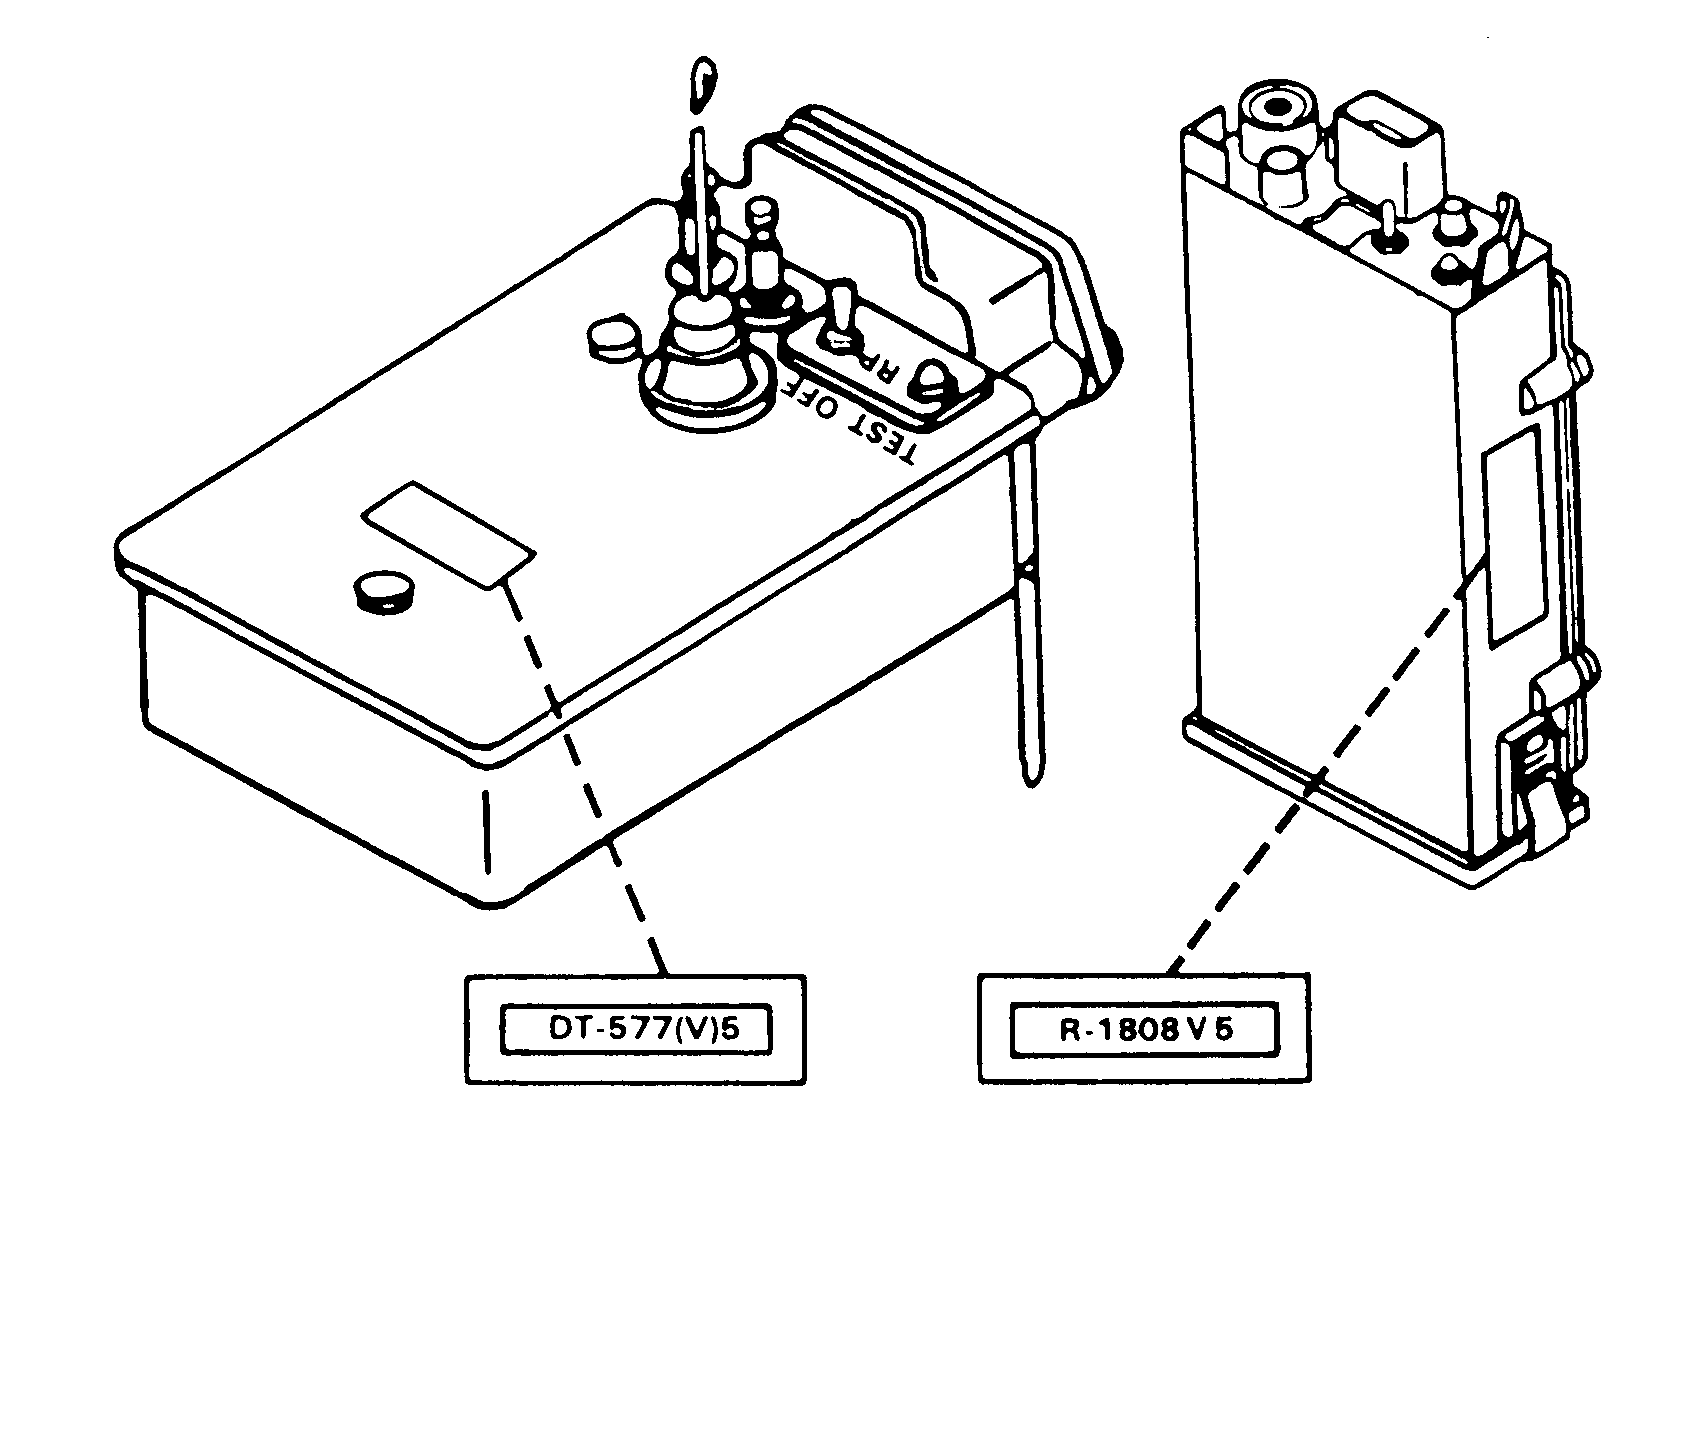 TEST OFF
RP
DT-577(V)5
R-1808 V 5